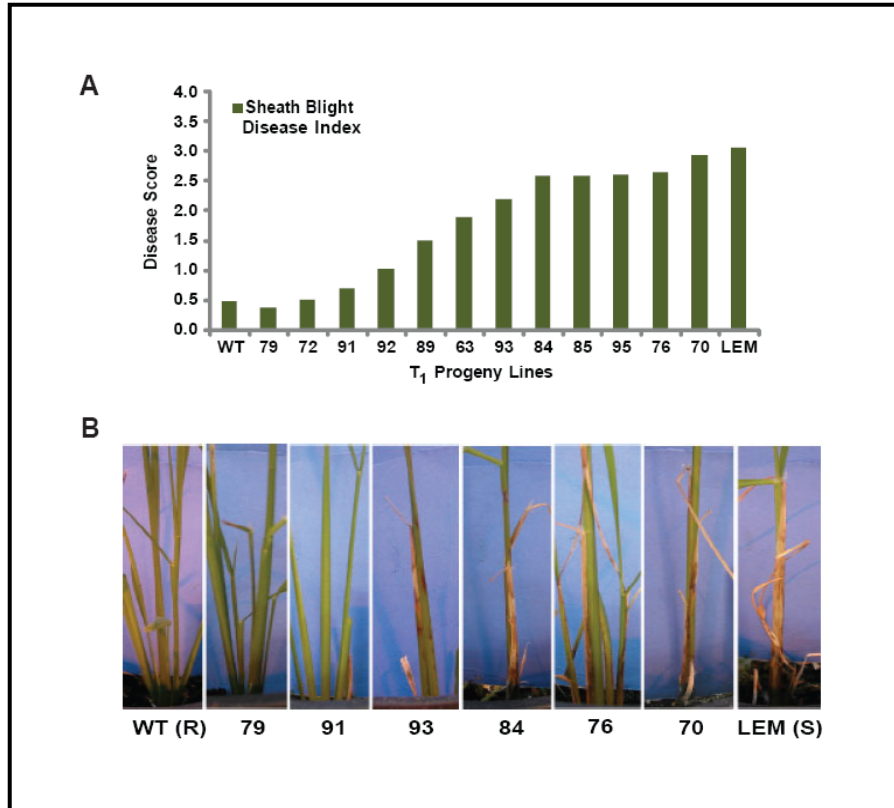 A
4.0
3.5
3.0
2.5
2.0
1.5
1.0
0.5
0.0
Disease Score
Sheath Blight
Disease Index
WT 79 72 91 92 89 63 93 84 85 95 76 70 LEM
T1 Progeny Lines
B
WT (R) 79 91 93 84 76 70 LEM (S)